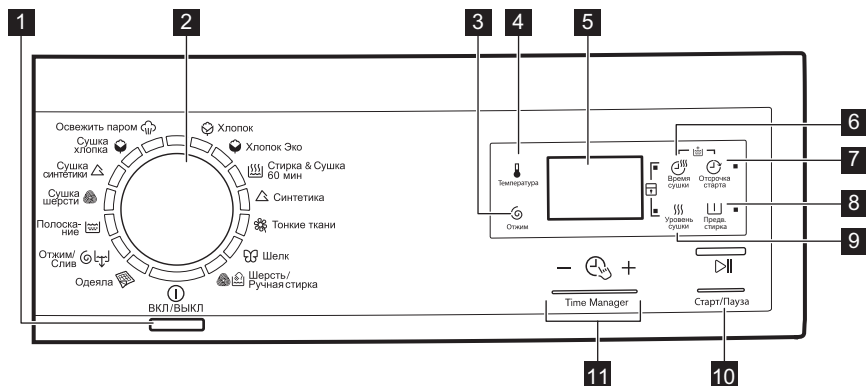 1
2
3
4
5
6
7
8
9
10
11
Освежить паром
Сушка
хлопка
Сушка
синтетики
Сушка
шерсти
Полоска-
ние
Отжим/
Слив
Одеяла
Хлопок
Хлопок Эко
Стирка & Сушка
60 мин
Синтетика
Тонкие ткани
Шелк
Шерсть/
Ручная стирка
ВКЛ/ВЫКЛ
Температура
Отжим
Время
сушки
Отсрочка
старта
Уровень
сушки
Предв.
стирка
Time Manager
Старт/Пауза